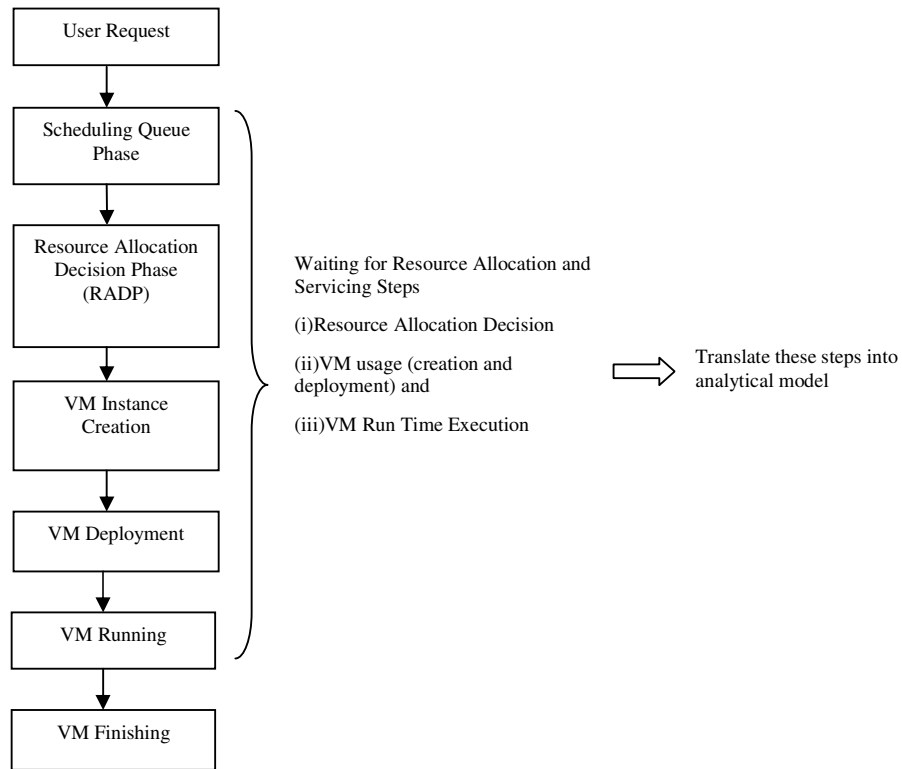 User Request
Scheduling Queue
Phase
Resource Allocation
Decision Phase
(RADP)
VM Instance
Creation
VM Deployment
VM Running
VM Finishing
Waiting for Resource Allocation and
Servicing Steps
(i)Resource Allocation Decision
(ii)VM usage (creation and
deployment) and
(iii)VM Run Time Execution
Translate these steps into
analytical model